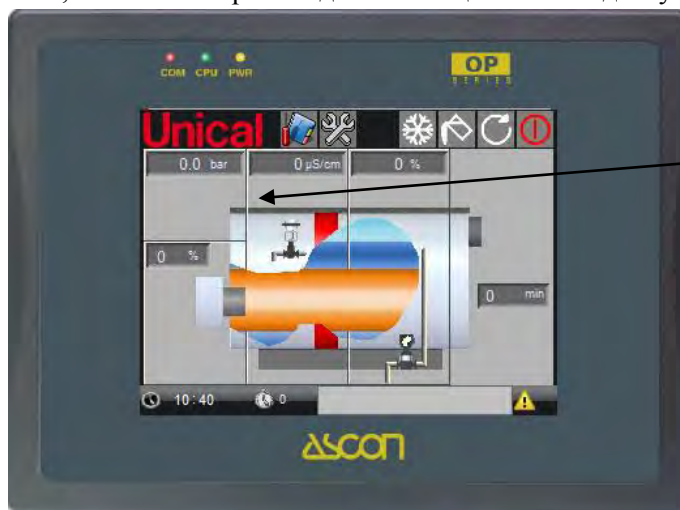 OP
SERIES
COM CPU PWR
Unical
0.0 bar 0 µS/cm 0 %
0 %
0 min
10:40 0
ASCON